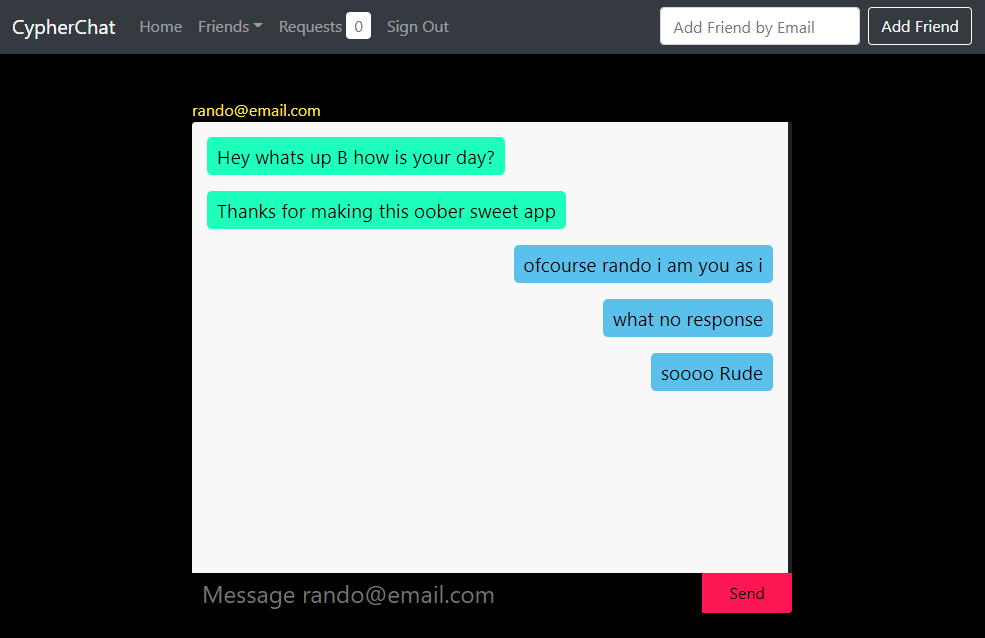 CypherChat Home Friends Requests 0 Sign Out Add Friend by Email Add Friend
rando@email.com
Hey whats up B how is your day?
Thanks for making this oober sweet app
ofcourse rando i am you as i
what no response
soooo Rude
Message rando@email.com Send